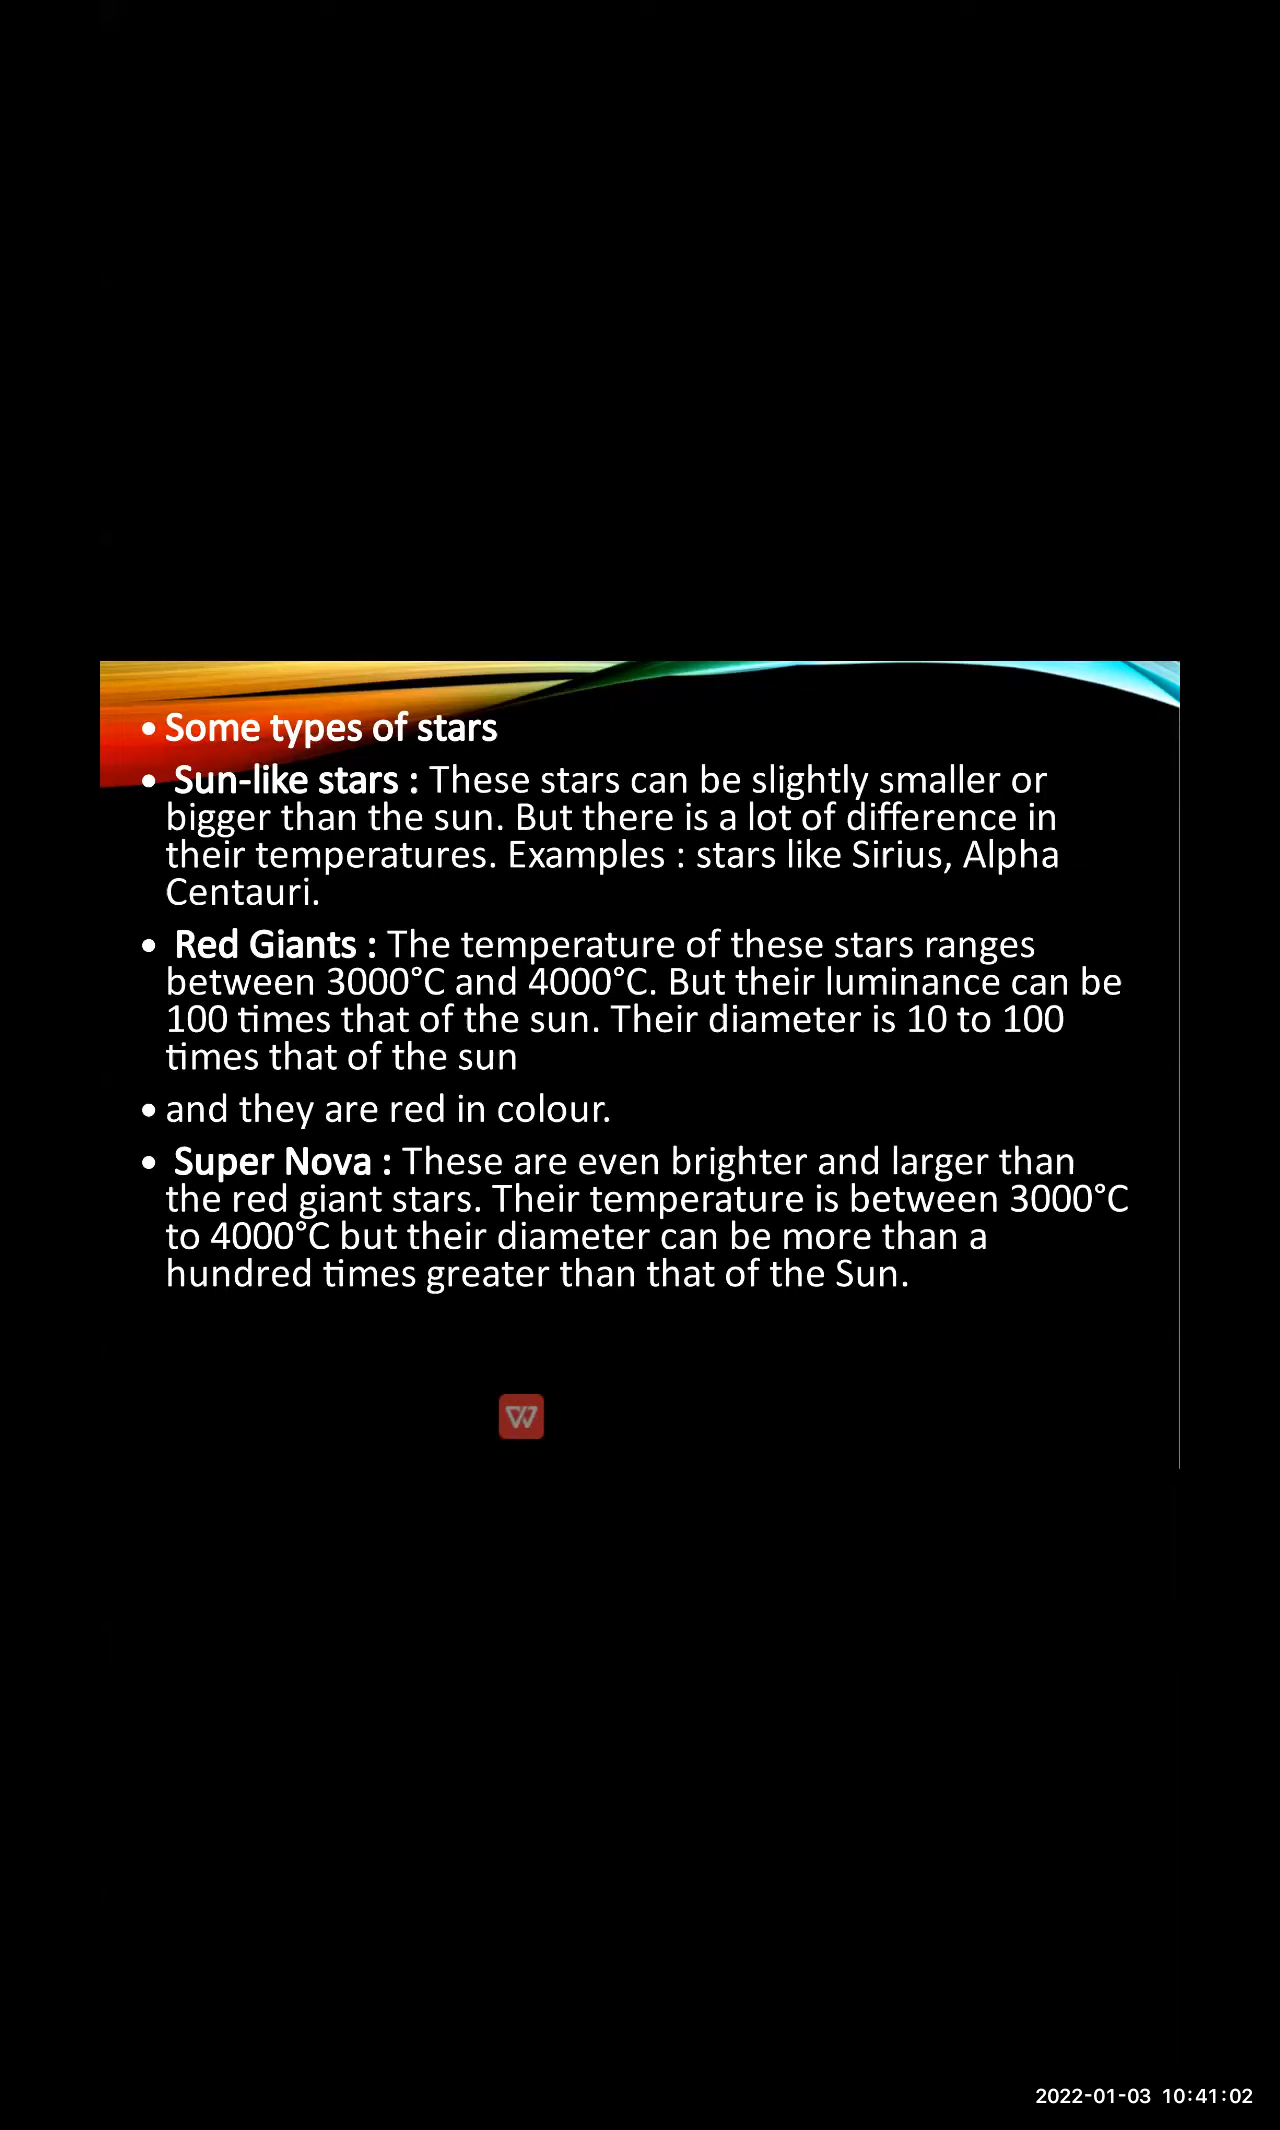 • Some types of stars
• Sun-like stars : These stars can be slightly smaller or
bigger than the sun. But there is a lot of difference in
their temperatures. Examples : stars like Sirius, Alpha
Centauri.
• Red Giants : The temperature of these stars ranges
between 3000°C and 4000°C. But their luminance can be
100 times that of the sun. Their diameter is 10 to 100
times that of the sun
• and they are red in colour.
• Super Nova : These are even brighter and larger than
the red giant stars. Their temperature is between 3000°C
to 4000°C but their diameter can be more than a
hundred times greater than that of the Sun.
W
2022-01-03 10:41:02